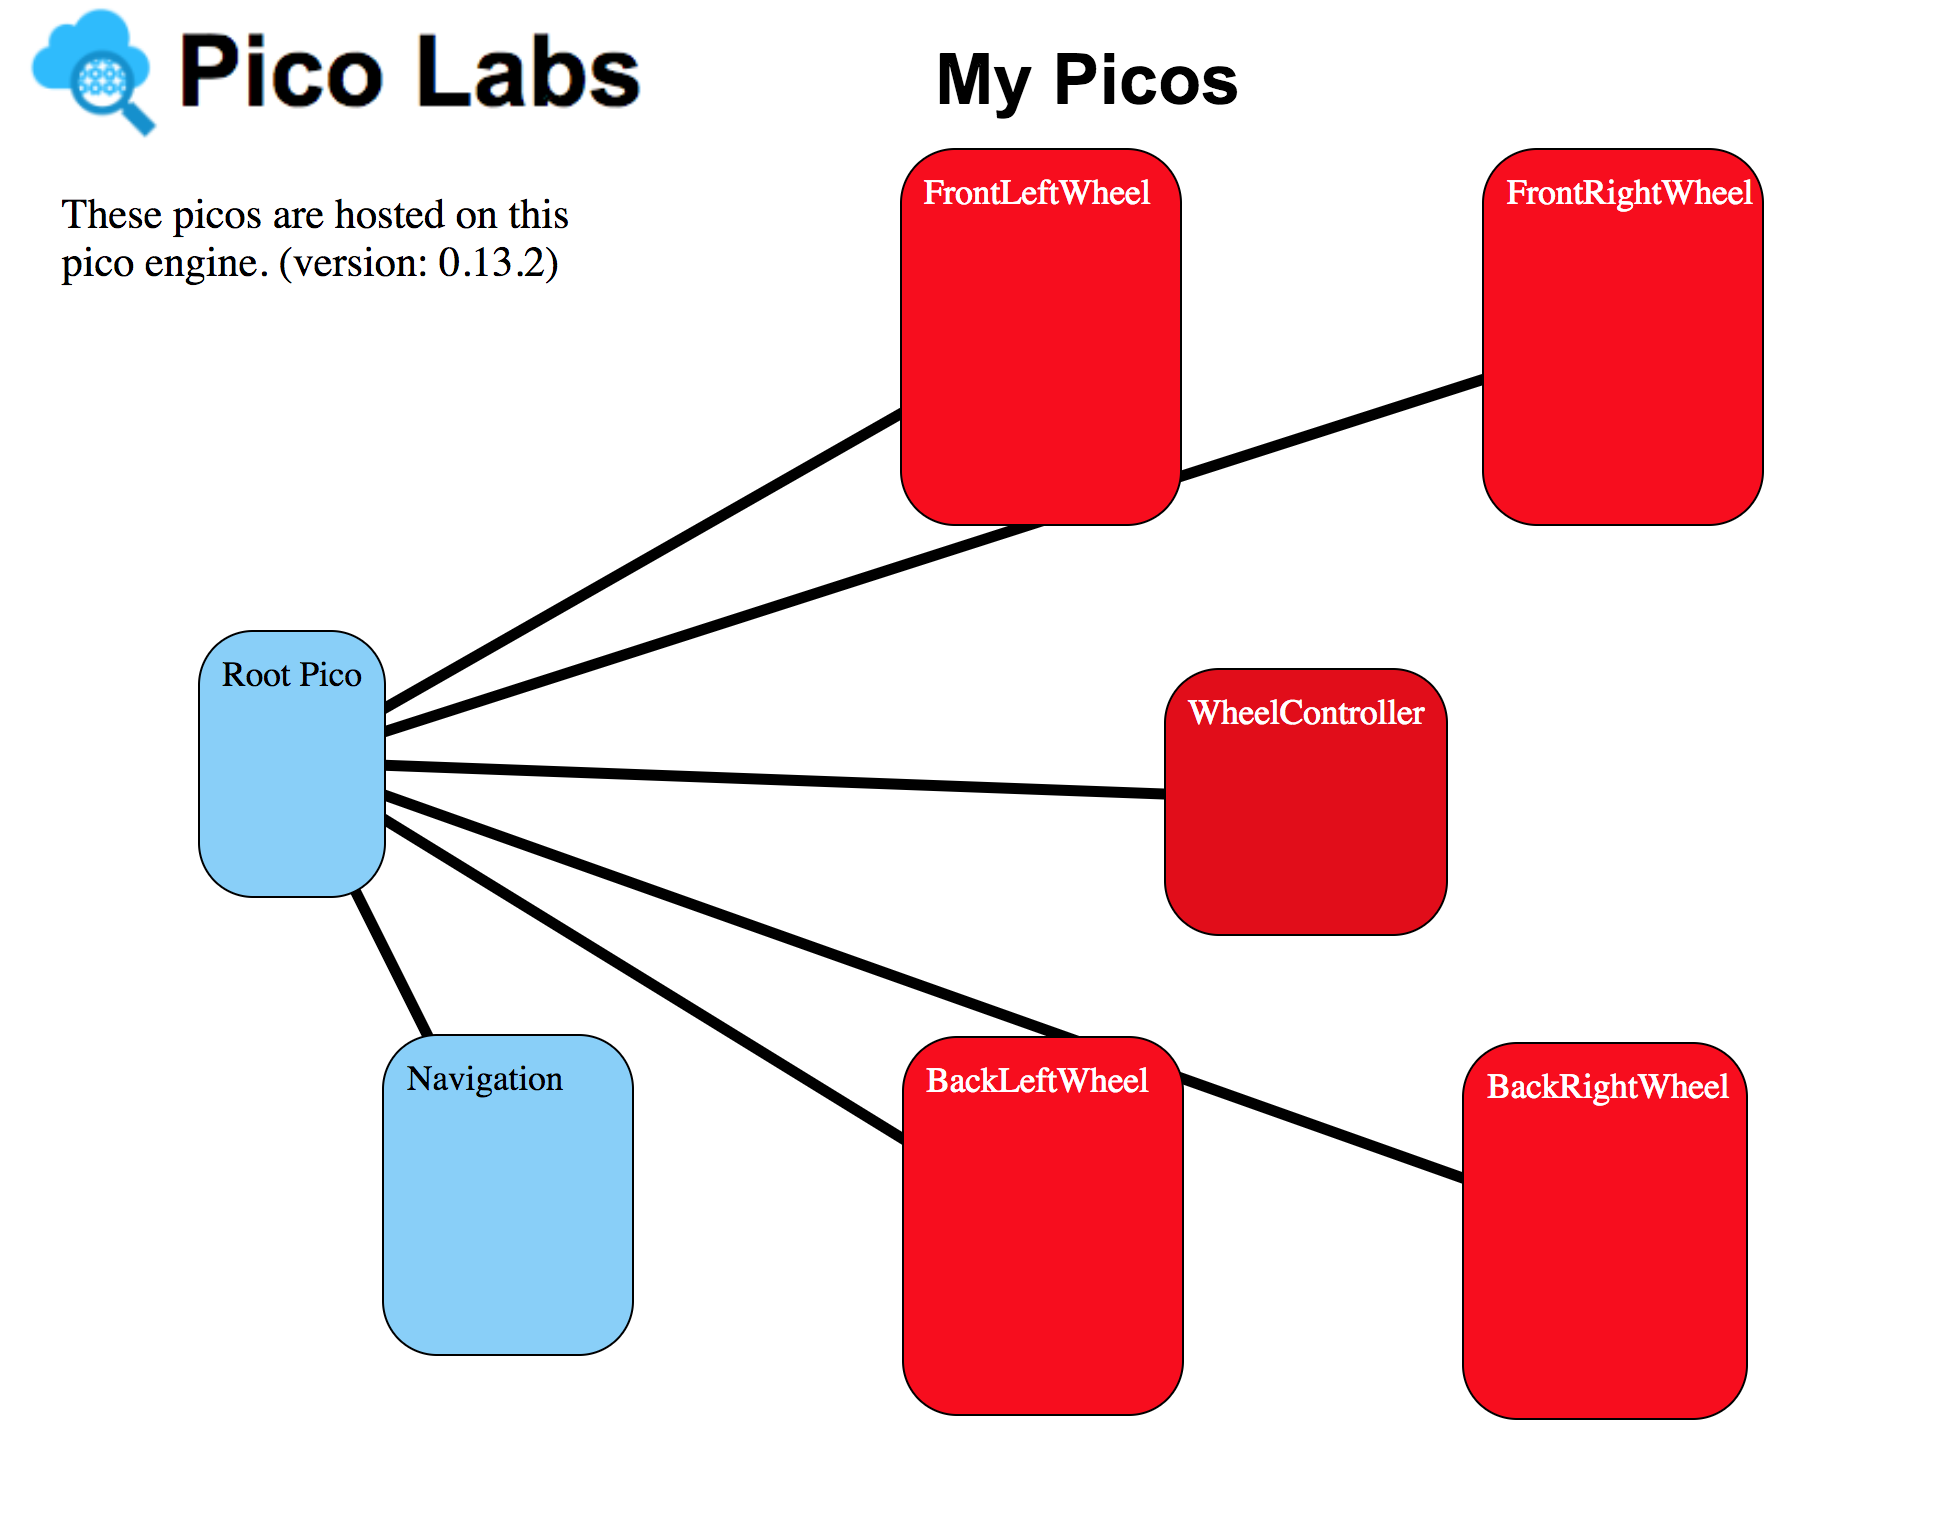 Pico Labs
My Picos
These picos are hosted on this
pico engine. (version: 0.13.2)
FrontLeftWheel
FrontRightWheel
Root Pico
WheelController
Navigation
BackLeftWheel
BackRightWheel